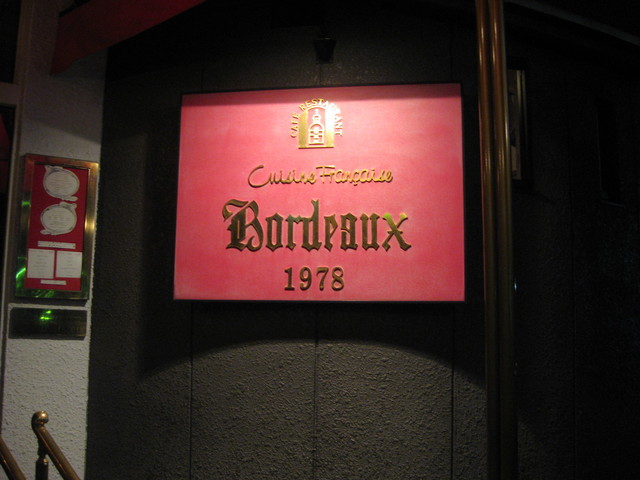 CAFE RESTAURANT
Cuisine Française
Bordeaux
1978